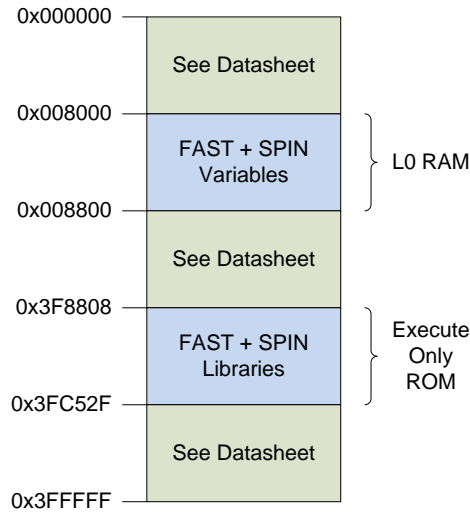 0x000000
See Datasheet
0x008000
FAST + SPIN
Variables
L0 RAM
0x008800
See Datasheet
0x3F8808
FAST + SPIN
Libraries
Execute
Only
ROM
0x3FC52F
See Datasheet
0x3FFFFF